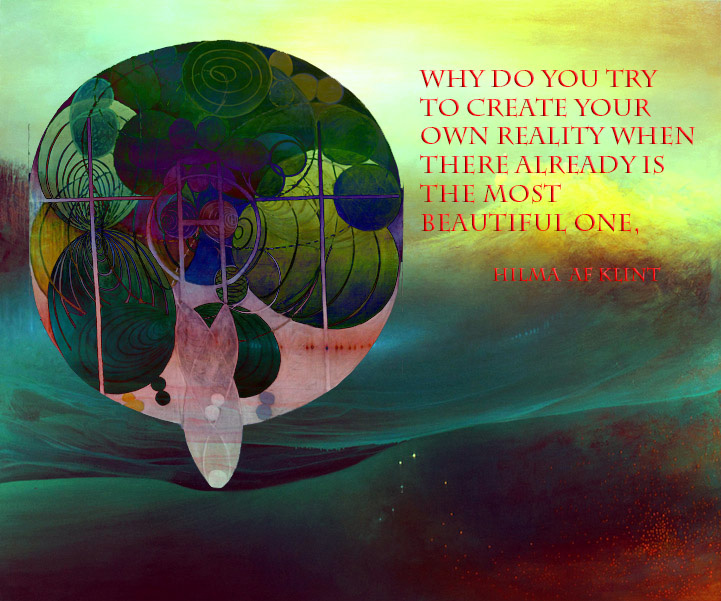 WHY DO YOU TRY
TO CREATE YOUR
OWN REALITY WHEN
THERE ALREADY IS
THE MOST
BEAUTIFUL ONE,
HILMA AF KLINT